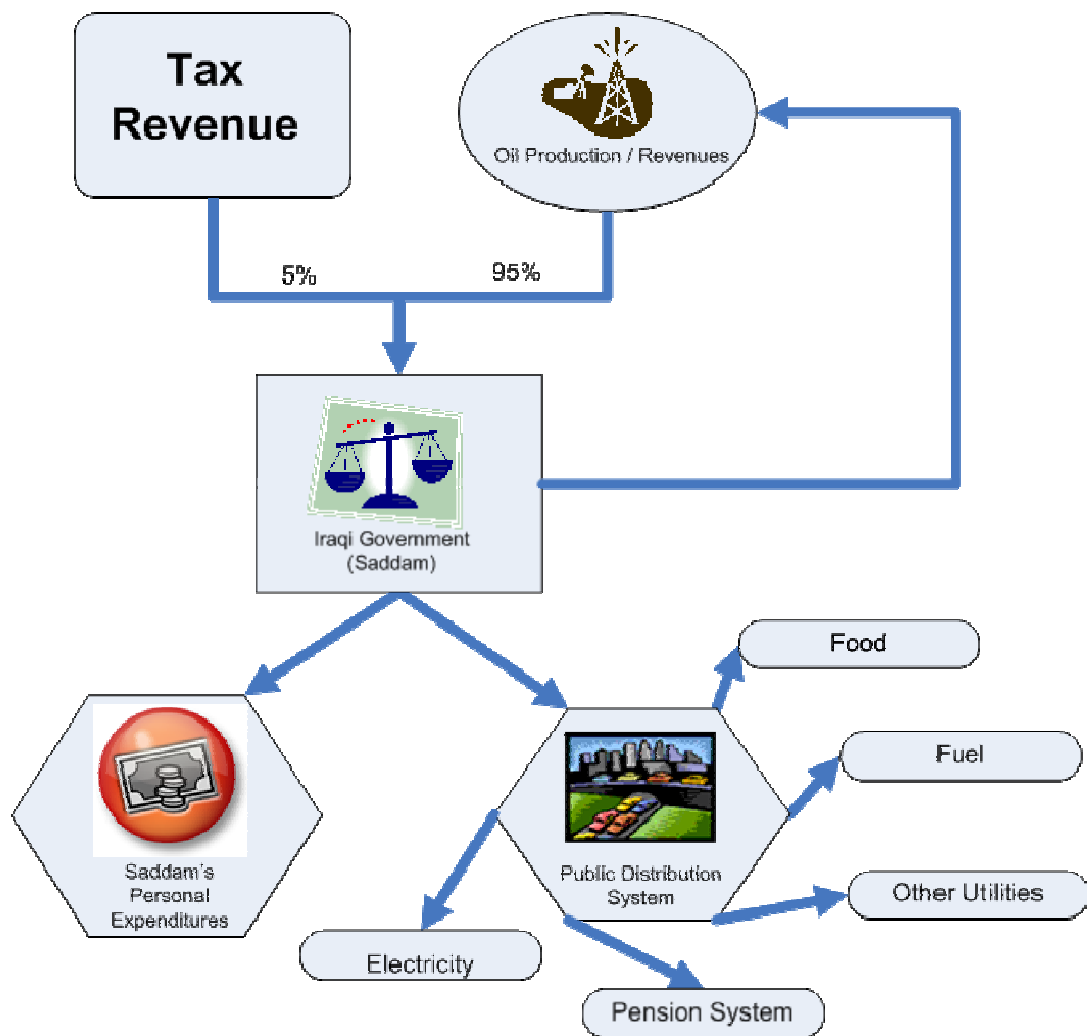 Tax
Revenue
Oil Production / Revenues
5%
95%
Iraqi Government
(Saddam)
Food
Fuel
Saddam's
Personal
Expenditures
Public Distribution
System
Other Utilities
Electricity
Pension System